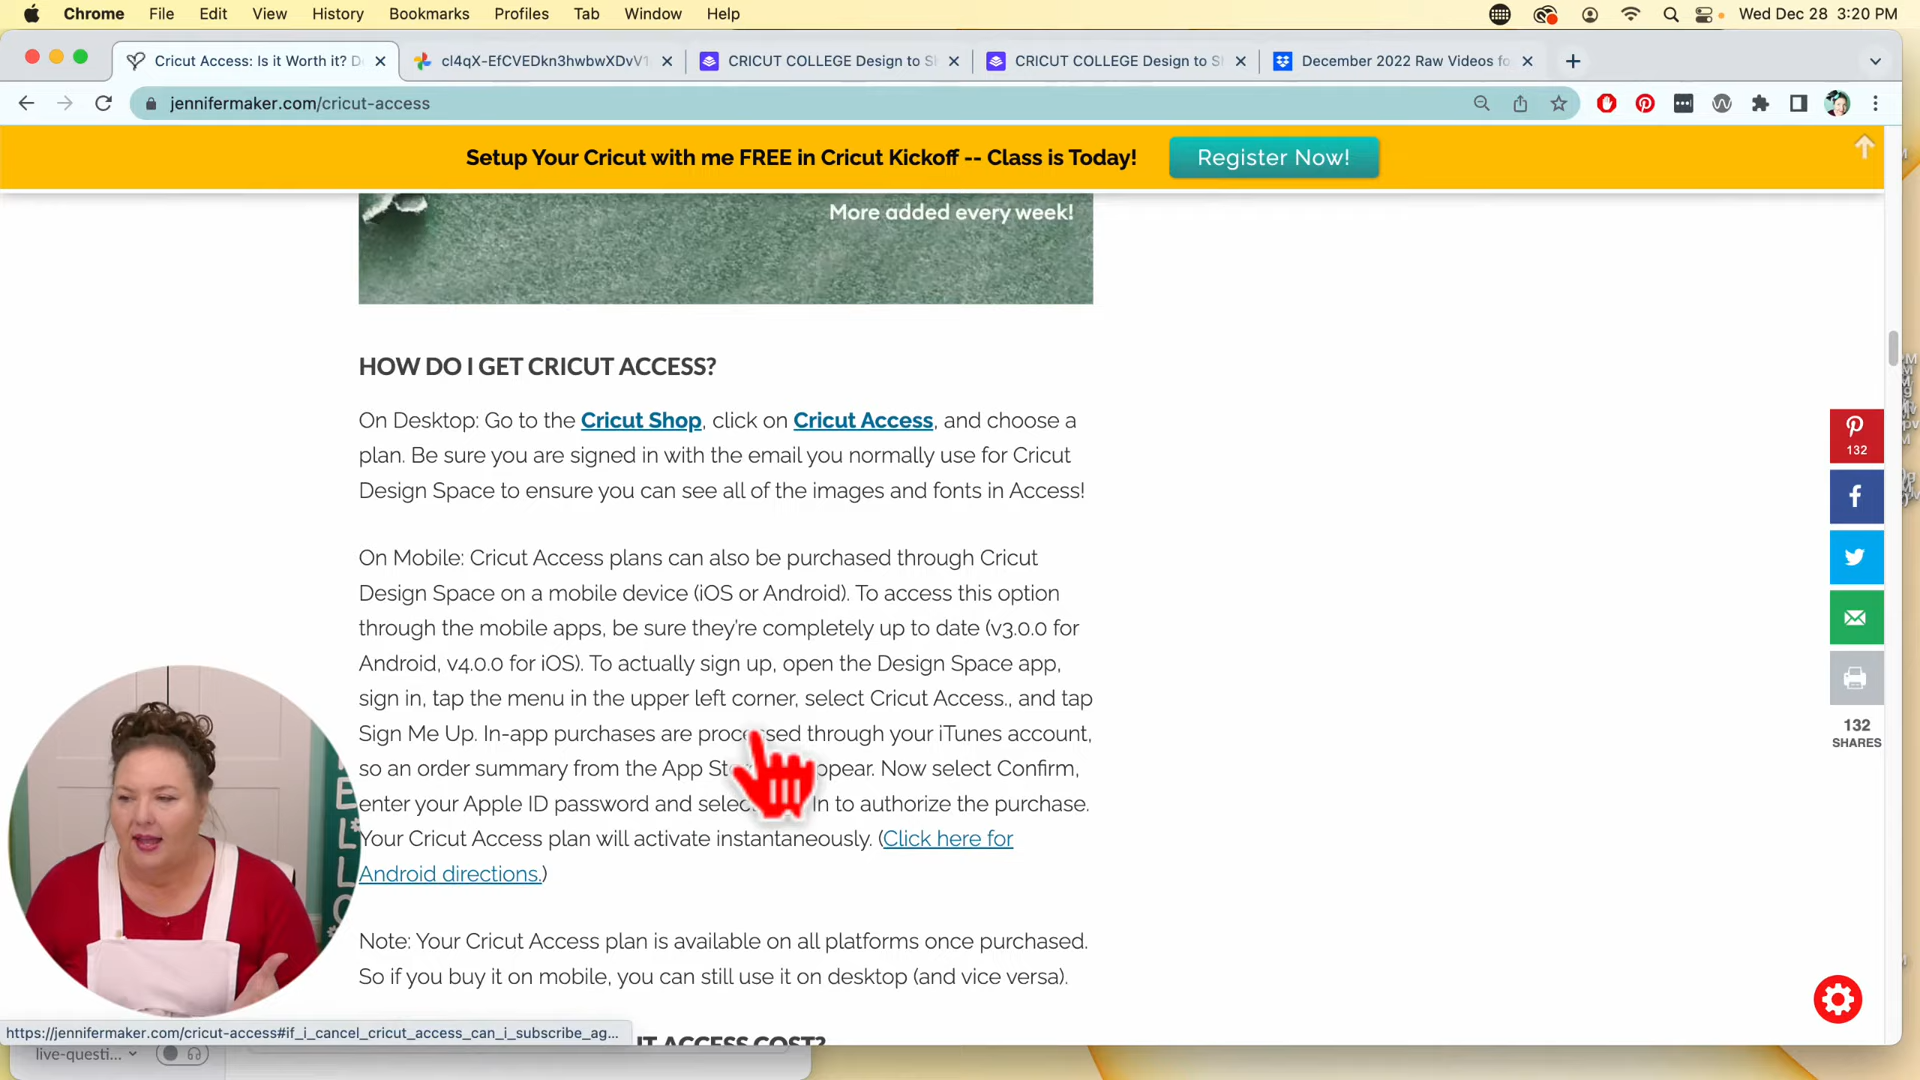 Chrome File Edit View History Bookmarks Profiles Tab Window Help Wed Dec 28 3:20 PM
Cricut Access: Is it Worth it? D cl4qX-EfCVEDkn3hwbwXDvV1 CRICUT COLLEGE Design to S CRICUT COLLEGE Design to S December 2022 Raw Videos fo
jennifermaker.com/cricut-access
Setup Your Cricut with me FREE in Cricut Kickoff -- Class is Today! Register Now!
More added every week!
HOW DO I GET CRICUT ACCESS?
On Desktop: Go to the Cricut Shop, click on Cricut Access, and choose a
plan. Be sure you are signed in with the email you normally use for Cricut
Design Space to ensure you can see all of the images and fonts in Access!
On Mobile: Cricut Access plans can also be purchased through Cricut
Design Space on a mobile device (iOS or Android). To access this option
through the mobile apps, be sure they're completely up to date (v3.0.0 for
Android, v4.0.0 for iOS). To actually sign up, open the Design Space app,
sign in, tap the menu in the upper left corner, select Cricut Access., and tap
Sign Me Up. In-app purchases are processed through your iTunes account,
so an order summary from the App ppear. Now select Confirm,
enter your Apple ID password and selec In to authorize the purchase.
Your Cricut Access plan will activate instantaneously. (Click here for
Android directions.)
Note: Your Cricut Access plan is available on all platforms once purchased.
So if you buy it on mobile, you can still use it on desktop (and vice versa).
IT ACCESS COST?
132
132
SHARES
https://jennifermaker.com/cricut-access#if_i_cancel_cricut_access_can_i_subscribe_ag...
live-questi...